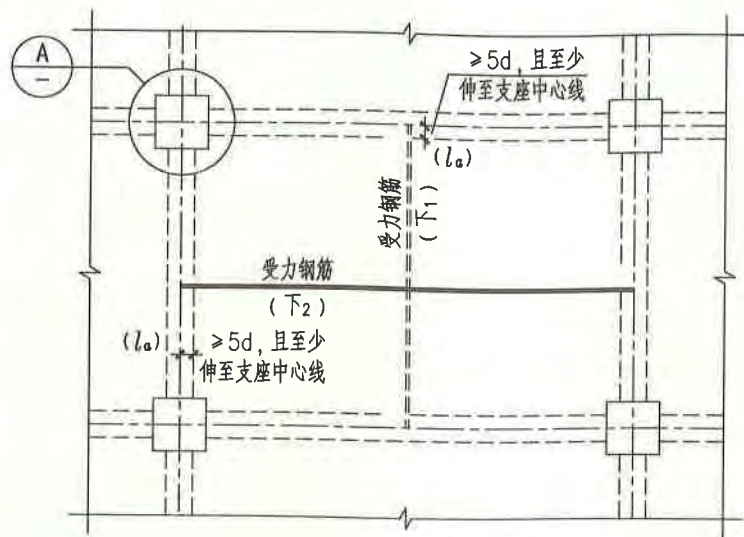 A
—
≥5d, 且至少
伸至支座中心线
(la)
受力钢筋
(下1)
受力钢筋
(下2)
(la)
≥5d, 且至少
伸至支座中心线